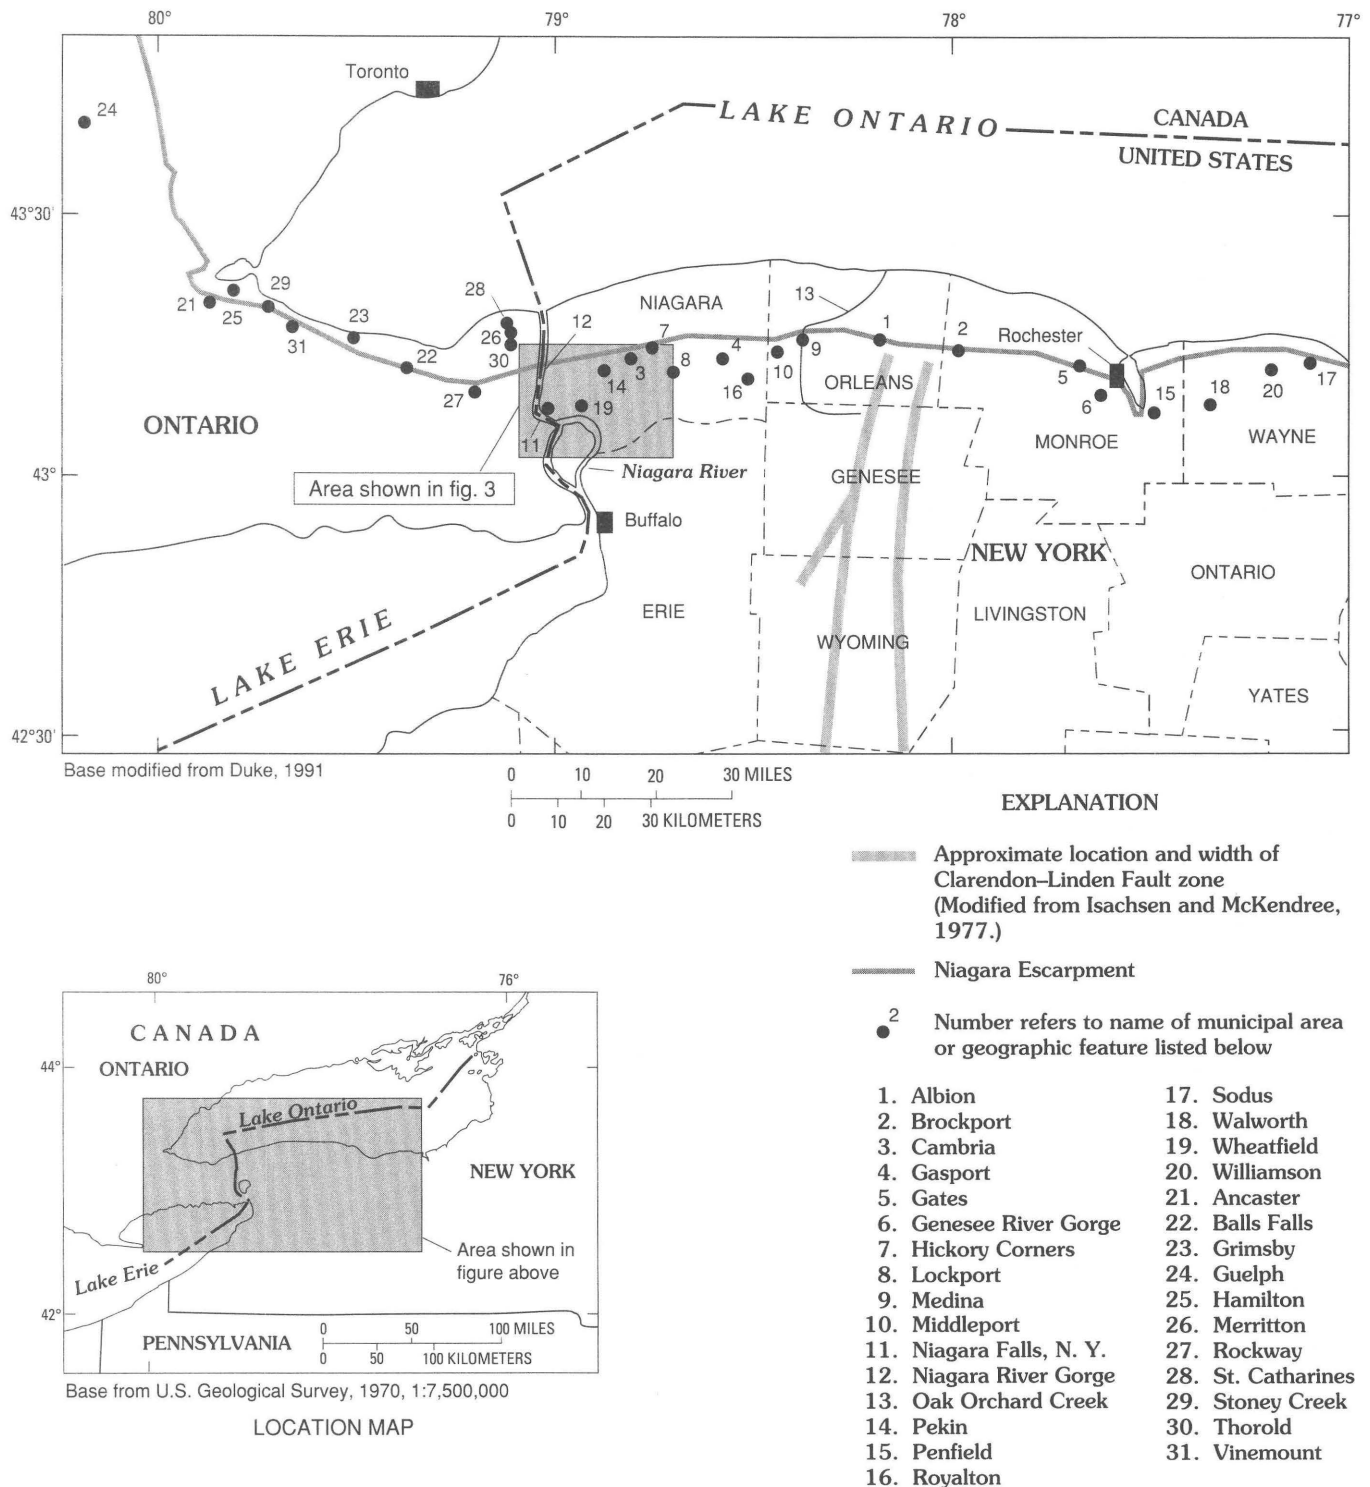 80°
79°
78°
77°
Toronto
24
LAKE ONTARIO
CANADA
UNITED STATES
43°30'
29
21
25
31
23
22
27
28
26
30
12
NIAGARA
13
7
4
3
8
14
16
10
9
1
2
Rochester
ORLEANS
5
6
15
18
20
17
19
11
ONTARIO
MONROE
WAYNE
43°
Area shown in fig. 3
Niagara River
GENESEE
Buffalo
NEW YORK
ONTARIO
ERIE
LIVINGSTON
WYOMING
LAKE ERIE
YATES
42°30'
Base modified from Duke, 1991
0 10 20 30 MILES
0 10 20 30 KILOMETERS
EXPLANATION
Approximate location and width of
Clarendon–Linden Fault zone
(Modified from Isachsen and McKendree,
1977.)
Niagara Escarpment
2
Number refers to name of municipal area
or geographic feature listed below
1. Albion
2. Brockport
3. Cambria
4. Gasport
5. Gates
6. Genesee River Gorge
7. Hickory Corners
8. Lockport
9. Medina
10. Middleport
11. Niagara Falls, N. Y.
12. Niagara River Gorge
13. Oak Orchard Creek
14. Pekin
15. Penfield
16. Royalton
17. Sodus
18. Walworth
19. Wheatfield
20. Williamson
21. Ancaster
22. Balls Falls
23. Grimsby
24. Guelph
25. Hamilton
26. Merritton
27. Rockway
28. St. Catharines
29. Stoney Creek
30. Thorold
31. Vinemount
80°
76°
CANADA
ONTARIO
44°
Lake Ontario
NEW YORK
Area shown in
figure above
Lake Erie
42°
PENNSYLVANIA
0 50 100 MILES
0 50 100 KILOMETERS
Base from U.S. Geological Survey, 1970, 1:7,500,000
LOCATION MAP